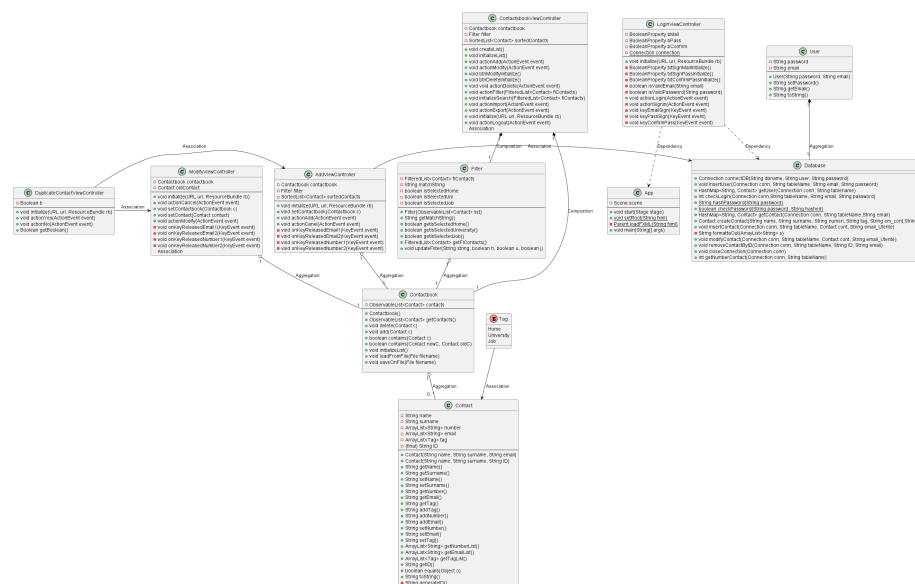 ContactsbookViewController
Contactbook contactbook
Filter filter
SortedList<Contact> sortedContacts
void createList()
void initializeList()
void actionAdd(ActionEvent event)
void actionModify(ActionEvent event)
void btnModifyInitialize()
void btnDeleteInitialize()
void void actionDelete(ActionEvent event)
void actionFilter(FilteredList<Contact> flContacts)
void initializeSearch(FilteredList<Contact> flContacts)
void actionImport(ActionEvent event)
void actionExport(ActionEvent event)
void initialize(URL url, ResourceBundle rb)
void actionLogout(ActionEvent event)
Association
LoginViewController
BooleanProperty bMail
BooleanProperty bPass
BooleanProperty bConfirm
Connection connection
void initialize(URL url, ResourceBundle rb)
BooleanProperty btSignMailInitialize()
BooleanProperty btSignPassInitialize()
BooleanProperty btConfirmPassInitialize()
boolean isValidEmail(String email)
boolean isValidPassword(String password)
void actionLogin(ActionEvent event)
void actionSignIn(ActionEvent event)
void keyEmailSign(KeyEvent event)
void keyPassSign(KeyEvent event)
void keyConfirmPass(KeyEvent event)
User
String password
String email
User(String password, String email)
String setPassword()
String getEmail()
String toString()
Association
Composition
Association
Dependency
Dependency
Aggregation
DuplicateContactViewController
Boolean b
void initialize(URL url, ResourceBundle rb)
void actionYes(ActionEvent event)
void actionNo(ActionEvent event)
Boolean getBoolean()
Association
ModifyViewController
Contactbook contactbook
Contact oldContact
void initialize(URL url, ResourceBundle rb)
void actionCancel(ActionEvent event)
void setContactbook(Contactbook c)
void setContact(Contact contact)
void actionModify(ActionEvent event)
void onKeyReleasedEmail1(KeyEvent event)
void onKeyReleasedEmail2(KeyEvent event)
void onKeyReleasedNumber1(KeyEvent event)
void onKeyReleasedNumber2(KeyEvent event)
Association
AddViewController
Contactbook contactbook
Filter filter
SortedList<Contact> sortedContacts
void initialize(URL url, ResourceBundle rb)
void setContactbook(Contactbook c)
void actionAdd(ActionEvent event)
void actionCancel(ActionEvent event)
void onKeyReleasedEmail1(KeyEvent event)
void onKeyReleasedEmail2(KeyEvent event)
void onKeyReleasedNumber1(KeyEvent event)
void onKeyReleasedNumber2(KeyEvent event)
Filter
FilteredList<Contact> flContacts
String matchString
boolean isSelectedHome
boolean isSelectedUni
boolean isSelectedJob
Filter(ObservableList<Contact> list)
String getMatchString()
boolean getIsSelectedHome()
boolean getIsSelectedUniversity()
boolean getIsSelectedJob()
FilteredList<Contact> getFlContacts()
void updateFilter(String string, boolean h, boolean u, boolean j)
App
Scene scene
void start(Stage stage)
void setRoot(String fxml)
Parent loadFXML(String fxml)
void main(String[] args)
Database
Connection connectDB(String dbname, String user, String password)
void insertUser(Connection conn, String tableName, String email, String password)
HashMap<String, Contact> getUser(Connection conn, String tableName)
int checkLogin(Connection conn, String tableName, String email, String password)
String hashPassword(String password)
boolean checkPassword(String password, String hashed)
HashMap<String, Contact> getContact(Connection conn, String tableName,String email)
void insertContact(Connection conn, String tableName, Contact cont, String email_Utente)
String formattaOut(ArrayList<String> s)
void modifyContact(Connection conn, String tableName, Contact cont, String email_Utente)
void removeContactByID(Connection conn, String tableName, String ID, String email)
void closeConnection(Connection conn)
int getNumberContact(Connection conn, String tableName)
Composition
Aggregation
Aggregation
Aggregation
Contactbook
ObservableList<Contact> contacts
Contactbook()
ObservableList<Contact> getContacts()
void delete(Contact c)
void add(Contact c)
boolean contains(Contact c)
boolean contains(Contact newC, Contact oldC)
void initializeList()
void loadFromFile(File filename)
void saveOnFile(File filename)
Tag
Home
University
Job
Aggregation
Association
Contact
String name
String surname
ArrayList<String> number
ArrayList<String> email
ArrayList<Tag> tag
(final) String ID
Contact(String name, String surname, String email)
Contact(String name, String surname, String ID)
String getName()
String getSurname()
String setName()
String setSurname()
String getNumber()
String getEmail()
String getTag()
String addTag()
String addNumber()
String addEmail()
String setNumber()
String setEmail()
String setTag()
ArrayList<String> getNumberList()
ArrayList<String> getEmailList()
ArrayList<Tag> getTagList()
String getID()
boolean equals(Object o)
String toString()
String generateID()